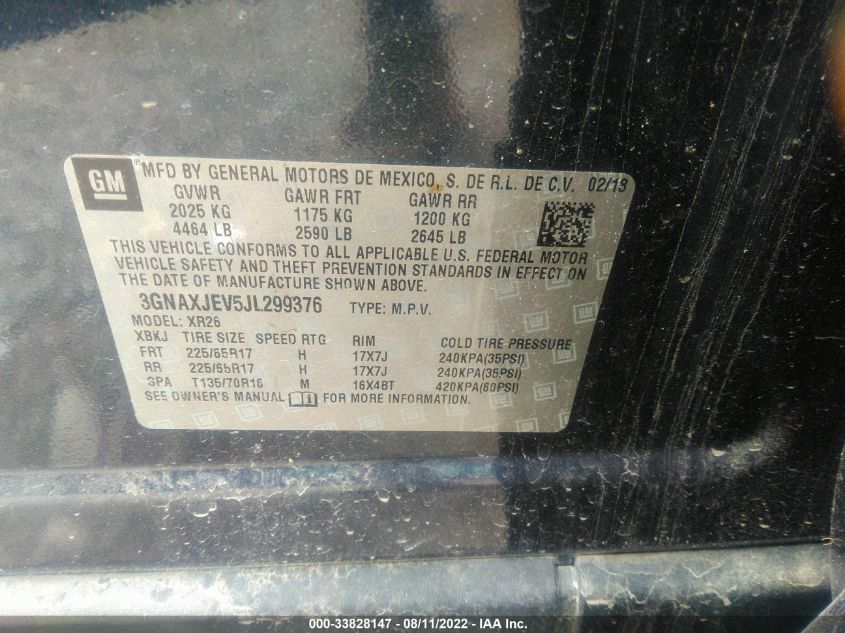 GM ® MFD BY GENERAL MOTORS DE MEXICO, S. DE R.L. DE C.V. 02/18
GVWR GAWR FRT GAWR RR
2025 KG 1175 KG 1200 KG
4464 LB 2590 LB 2645 LB
THIS VEHICLE CONFORMS TO ALL APPLICABLE U.S. FEDERAL MOTOR
VEHICLE SAFETY AND THEFT PREVENTION STANDARDS IN EFFECT ON
THE DATE OF MANUFACTURE SHOWN ABOVE.
3GNAXJEV5JL299376 TYPE: M.P.V.
MODEL: XR26
XBKJ TIRE SIZE SPEED RTG RIM COLD TIRE PRESSURE
FRT 225/65R17 H 17X7J 240KPA(35PSI)
RR 225/65R17 H 17X7J 240KPA(35PSI)
SPA T135/70R16 M 16X4BT 420KPA(60PSI)
SEE OWNER'S MANUAL FOR MORE INFORMATION.
000-33828147 - 08/11/2022 - IAA Inc.